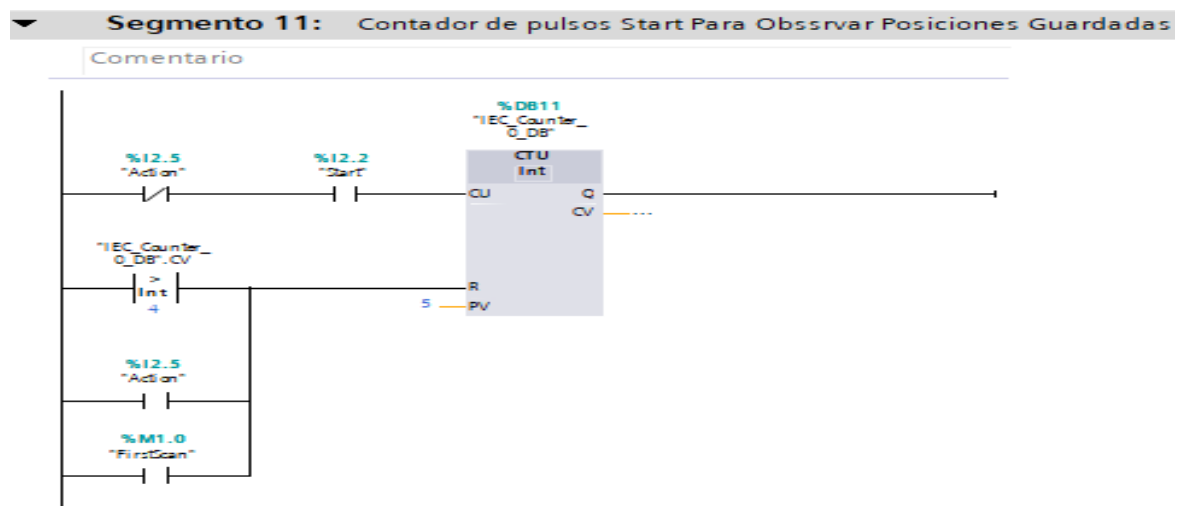 Segmento 11: Contador de pulsos Start Para Obssrvar Posiciones Guardadas
Comentario
%DB11
"IEC_Counter_
0_DB"
CTU
Int
%I2.5
"Action"
%I2.2
"Start"
CU
Q
CV
...
"IEC_Counter_
0_DB".CV
>
Int
4
R
5
PV
%I2.5
"Action"
%M1.0
"FirstScan"